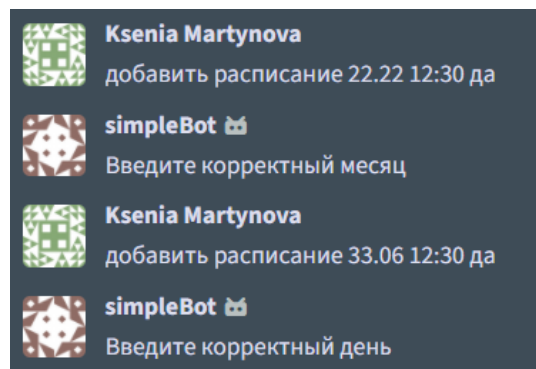 Ksenia Martynova
добавить расписание 22.22 12:30 да
simpleBot
Введите корректный месяц
Ksenia Martynova
добавить расписание 33.06 12:30 да
simpleBot
Введите корректный день